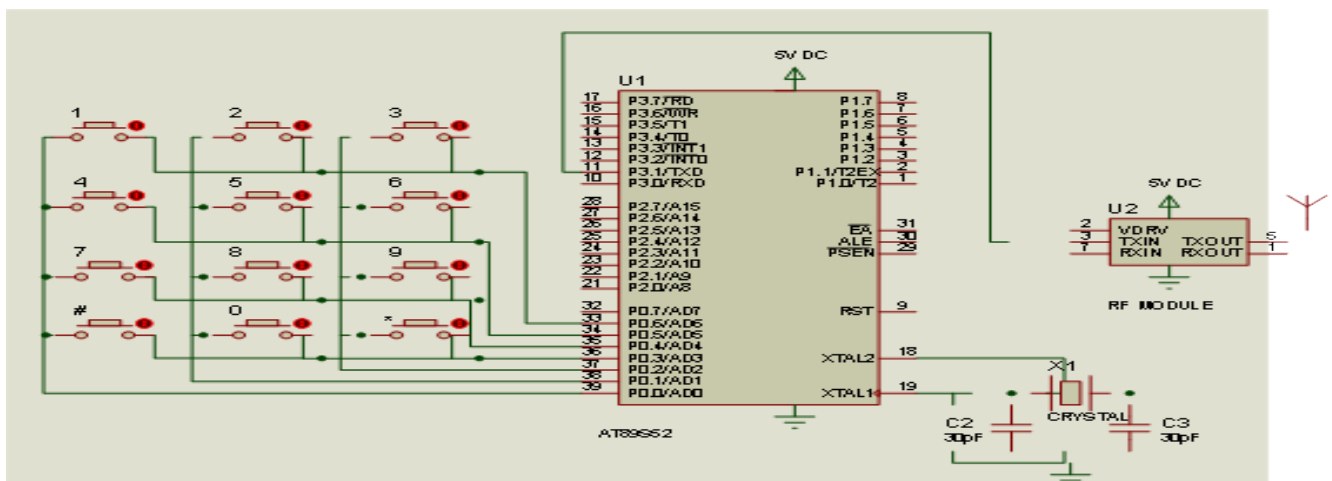 5V DC
U1
1 2 3
4 5 6
7 8 9
# 0 *
17 P3.7/RD
16 P3.6/WR
15 P3.5/T1
14 P3.4/T0
13 P3.3/INT1
12 P3.2/INT0
11 P3.1/TXD
10 P3.0/RXD
28 P2.7/A15
27 P2.6/A14
26 P2.5/A13
25 P2.4/A12
24 P2.3/A11
23 P2.2/A10
22 P2.1/A9
21 P2.0/A8
32 P0.7/AD7
33 P0.6/AD6
34 P0.5/AD5
35 P0.4/AD4
36 P0.3/AD3
37 P0.2/AD2
38 P0.1/AD1
39 P0.0/AD0
P1.7 8
P1.6 7
P1.5 6
P1.4 5
P1.3 4
P1.2 3
P1.1/T2EX 2
P1.0/T2 1
EA 31
ALE 30
PSEN 29
RST 9
XTAL2 18
XTAL1 19
AT89S52
5V DC
U2
2 VDRV
3 TXIN TXOUT 5
7 RXIN RXOUT 1
RF MODULE
X1
CRYSTAL
C2
30pF
C3
30pF